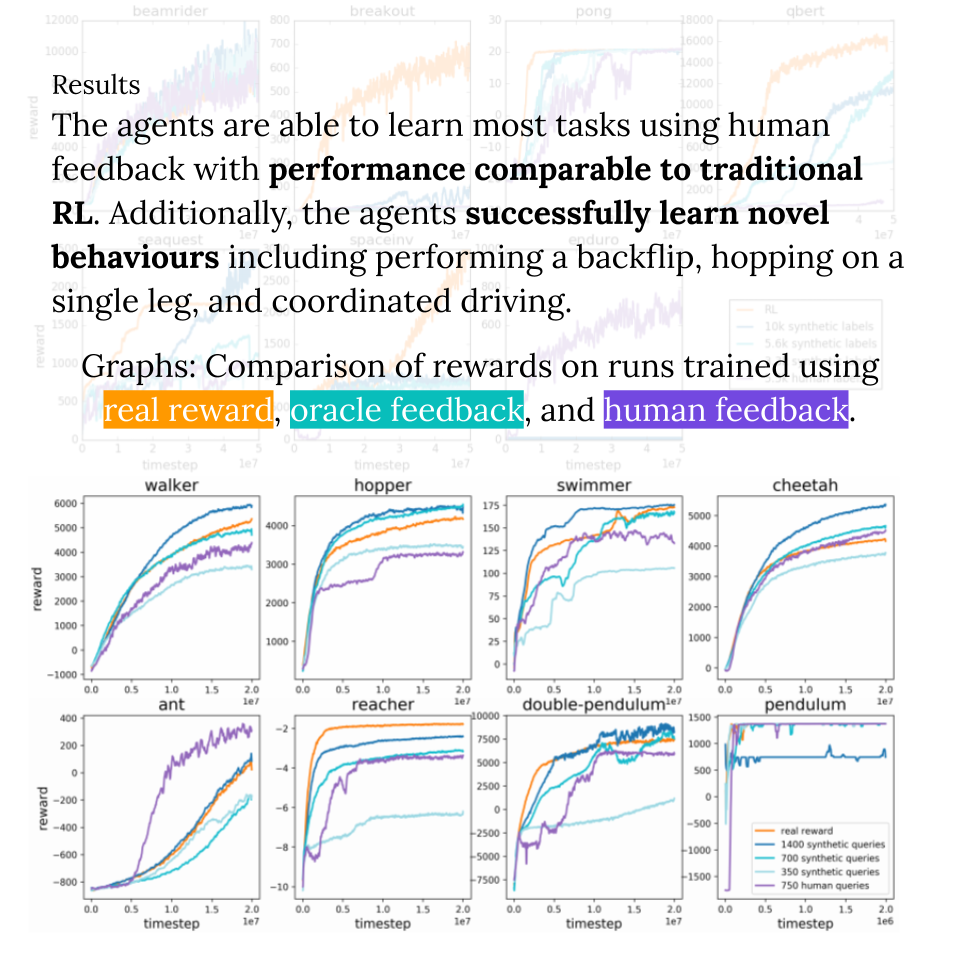 beamrider breakout pong qbert
Results
The agents are able to learn most tasks using human
feedback with performance comparable to traditional
RL. Additionally, the agents successfully learn novel
behaviours including performing a backflip, hopping on a
single leg, and coordinated driving.
seaquest spaceinv enduro
RL
10k synthetic labels
5.6k synthetic labels
Graphs: Comparison of rewards on runs trained using
real reward, oracle feedback, and human feedback.
timestep timestep timestep
walker hopper swimmer cheetah
6000 5000 4000 3000 2000 1000 0 −1000
4000 3000 2000 1000
175 150 125 100 75 50 25 0
5000 4000 3000 2000 1000 0
reward
0.0 0.5 1.0 1.5 2.0 1e7
0.0 0.5 1.0 1.5 2.0 1e7
0.0 0.5 1.0 1.5 2.0 1e7
0.0 0.5 1.0 1.5 2.0 1e7
ant reacher double-pendulum pendulum
400 200 0 −200 −400 −600 −800
−2 −4 −6 −8 −10
10000 7500 5000 2500 0 −2500 −5000 −7500
1500 1000 500 0 −500 −1000 −1500
reward
real reward
1400 synthetic queries
700 synthetic queries
350 synthetic queries
750 human queries
0.0 0.5 1.0 1.5 2.0 1e7
0.0 0.5 1.0 1.5 2.0 1e7
0.0 0.5 1.0 1.5 2.0 1e7
0.0 0.5 1.0 1.5 2.0 1e6
timestep timestep timestep timestep